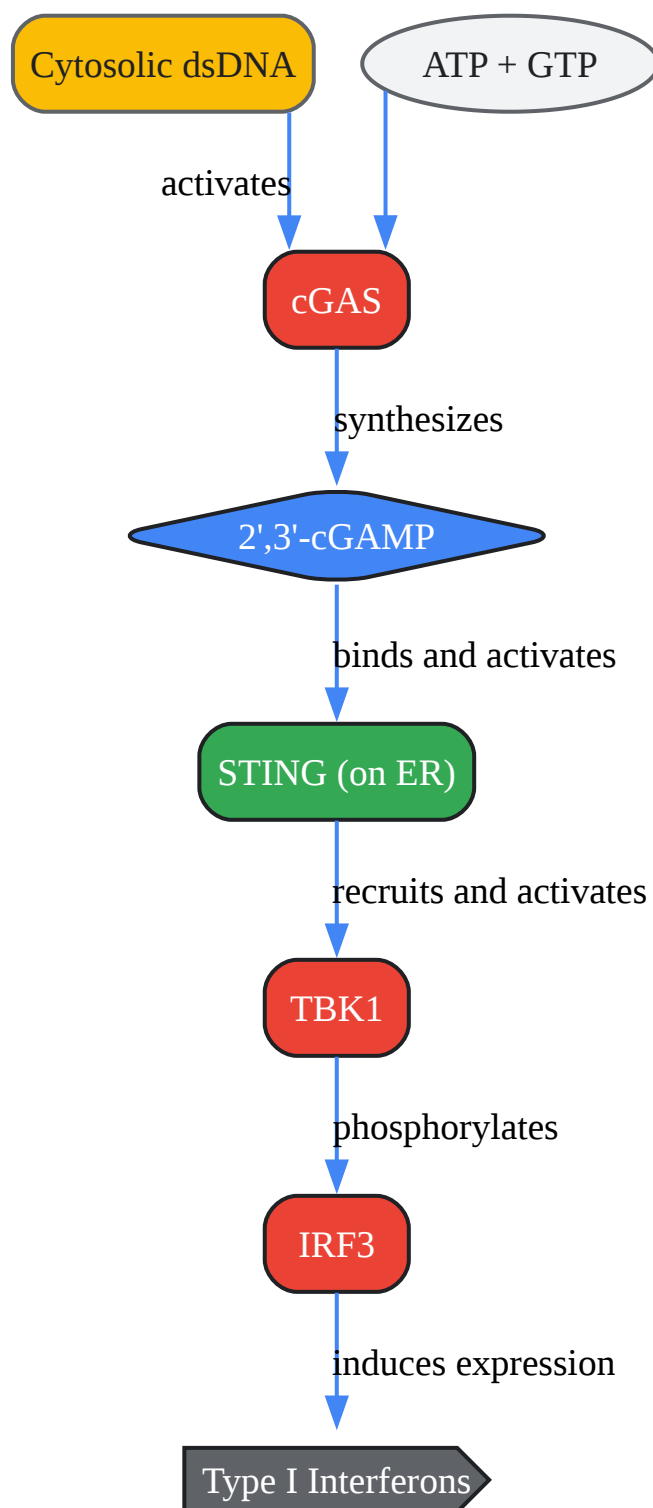 Cytosolic dsDNA
ATP + GTP
activates
cGAS
synthesizes
2',3'-cGAMP
binds and activates
STING (on ER)
recruits and activates
TBK1
phosphorylates
IRF3
induces expression
Type I Interferons